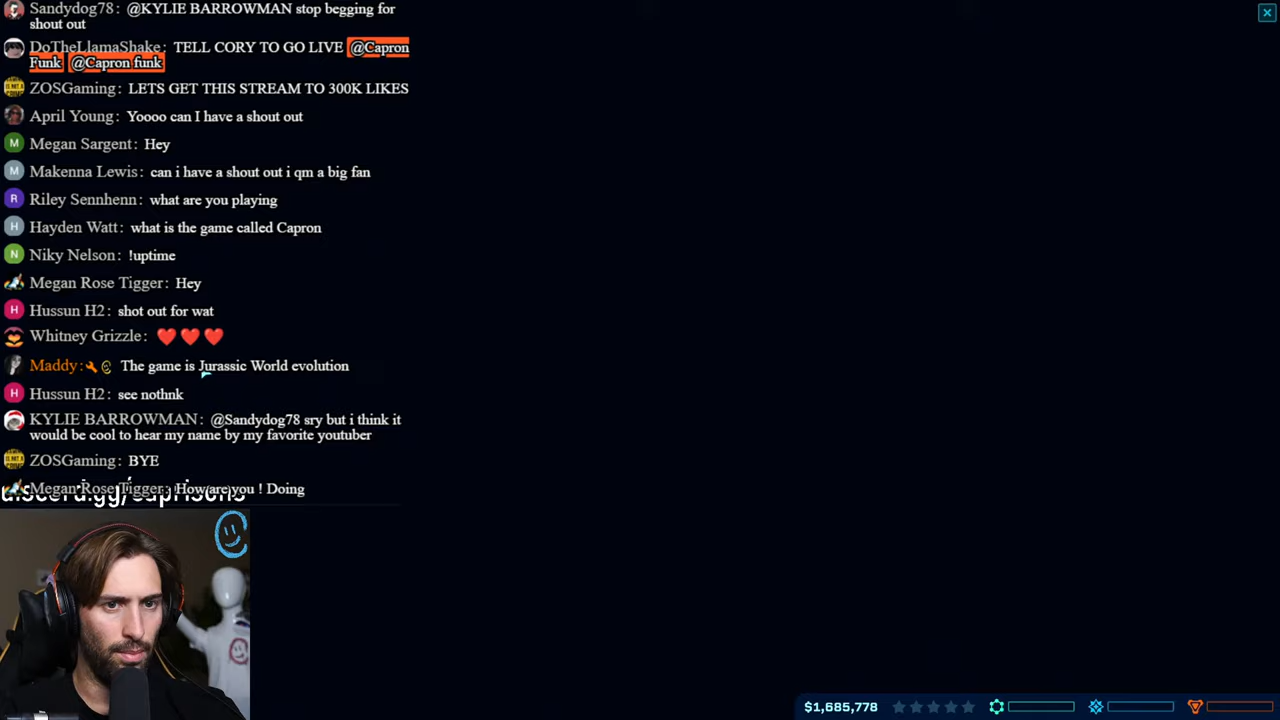 Sandydog78: @KYLIE BARROWMAN stop begging for
shout out
DoTheLlamaShake: TELL CORY TO GO LIVE @Capron
Funk @Capron funk
ZOSGaming: LETS GET THIS STREAM TO 300K LIKES
April Young: Yoooo can I have a shout out
M Megan Sargent: Hey
M Makenna Lewis: can i have a shout out i qm a big fan
R Riley Sennhenn: what are you playing
H Hayden Watt: what is the game called Capron
N Niky Nelson: !uptime
Megan Rose Tigger: Hey
H Hussun H2: shot out for wat
Whitney Grizzle: ❤️ ❤️ ❤️
Maddy: The game is Jurassic World evolution
H Hussun H2: see nothnk
KYLIE BARROWMAN: @Sandydog78 sry but i think it
would be cool to hear my name by my favorite youtuber
ZOSGaming: BYE
Megan Rose Tigger: How are you ! Doing
discord.gg/caprisuns
$1,685,778